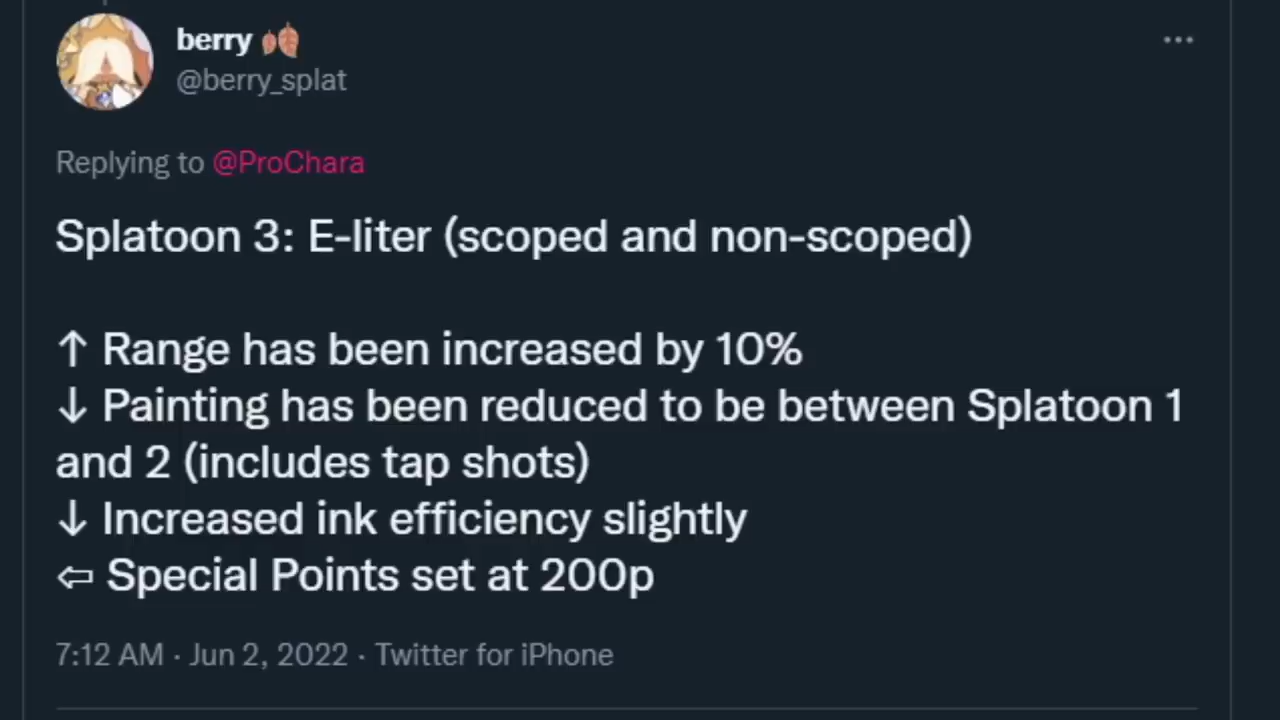 berry 🍂
@berry_splat
Replying to @ProChara
Splatoon 3: E-liter (scoped and non-scoped)
↑ Range has been increased by 10%
↓ Painting has been reduced to be between Splatoon 1
and 2 (includes tap shots)
↓ Increased ink efficiency slightly
⇦ Special Points set at 200p
7:12 AM · Jun 2, 2022 · Twitter for iPhone